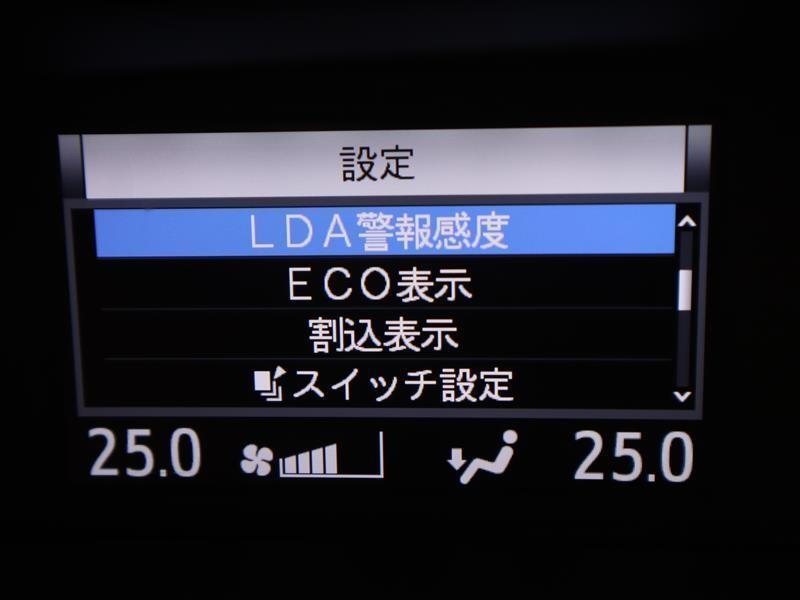 設定
ＬＤＡ警報感度
ＥＣＯ表示
割込表示
スイッチ設定
25.0 25.0